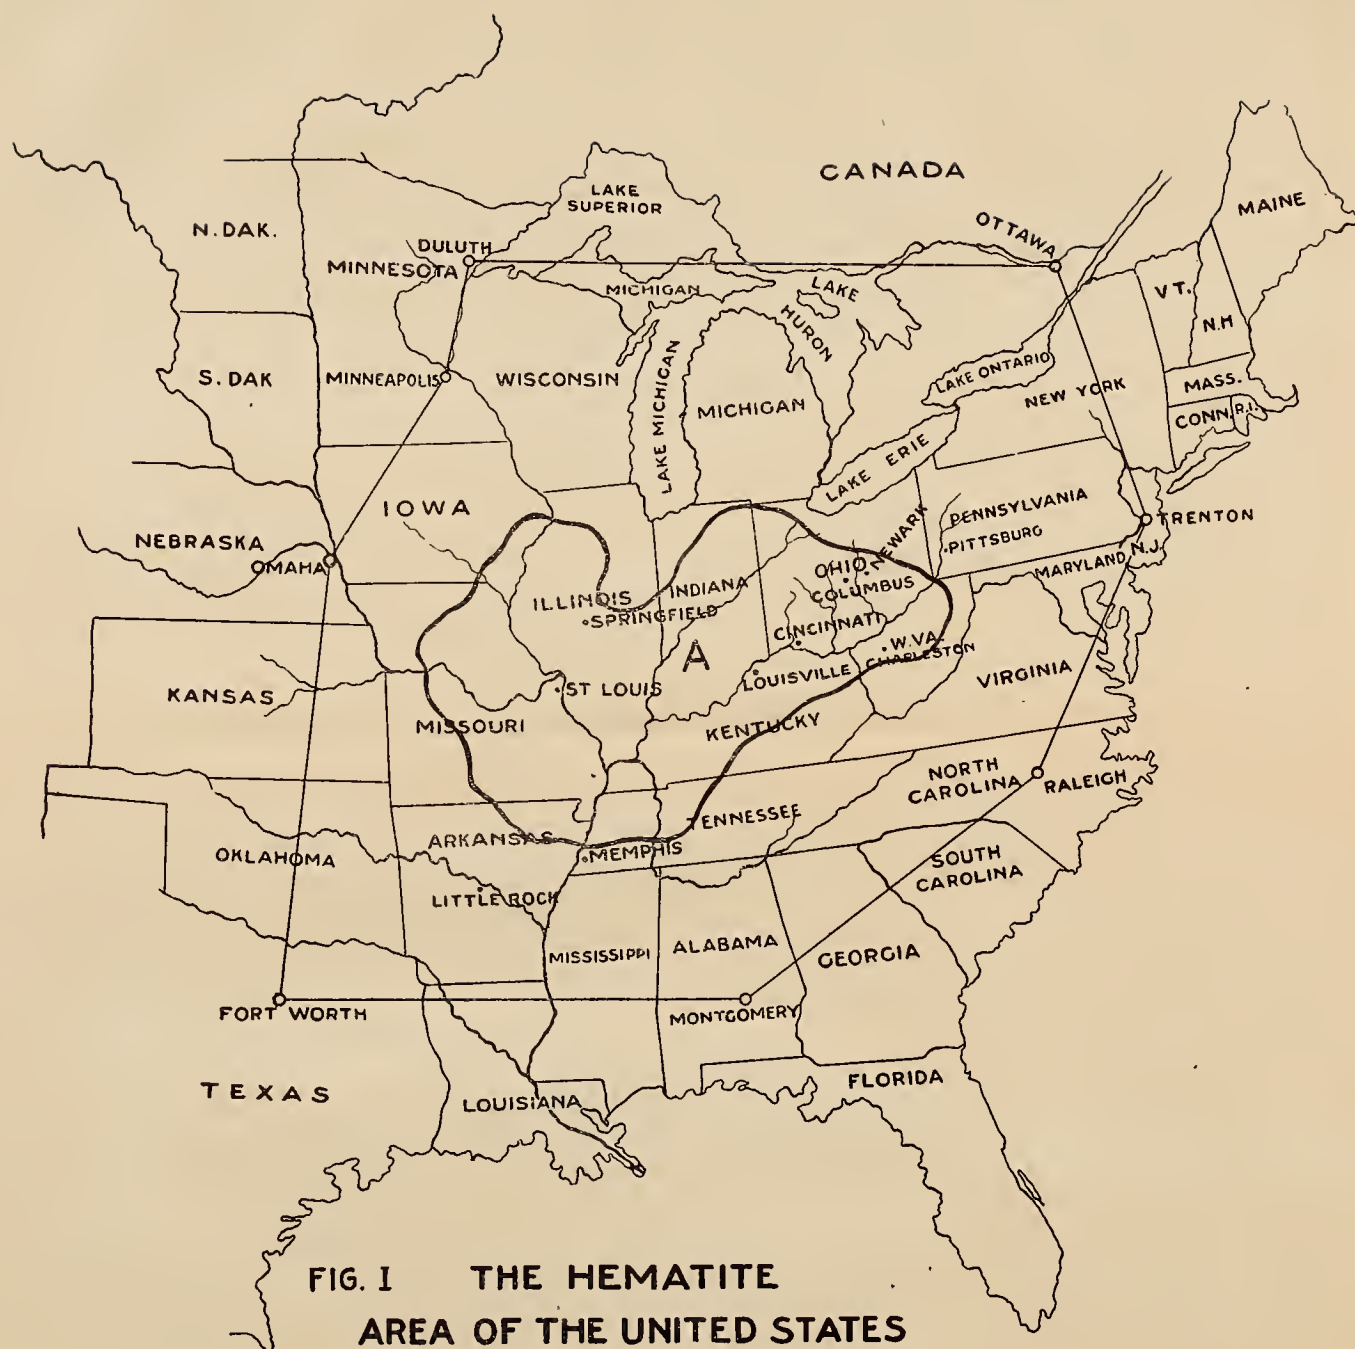 CANADA
MAINE
LAKE
SUPERIOR
OTTAWA
N. DAK.
DULUTH
MINNESOTA
MICHIGAN
LAKE
HURON
VT.
N.H
S. DAK
MINNEAPOLIS
WISCONSIN
LAKE MICHIGAN
MICHIGAN
LAKE ONTARIO
NEW YORK
MASS.
CONN.
R.I.
LAKE ERIE
IOWA
PENNSYLVANIA
TRENTON
PITTSBURG
NEWARK
NEBRASKA
OMAHA
MARYLAND
N.J.
OHIO
COLUMBUS
INDIANA
ILLINOIS
SPRINGFIELD
CINCINNATI
A
W.VA.
CHARLESTON
VIRGINIA
KANSAS
ST LOUIS
LOUISVILLE
MISSOURI
KENTUCKY
NORTH
CAROLINA
RALEIGH
TENNESSEE
ARKANSAS
MEMPHIS
OKLAHOMA
SOUTH
CAROLINA
LITTLE ROCK
MISSISSIPPI
ALABAMA
GEORGIA
FORT WORTH
MONTGOMERY
TEXAS
LOUISIANA
FLORIDA
FIG. I THE HEMATITE
AREA OF THE UNITED STATES